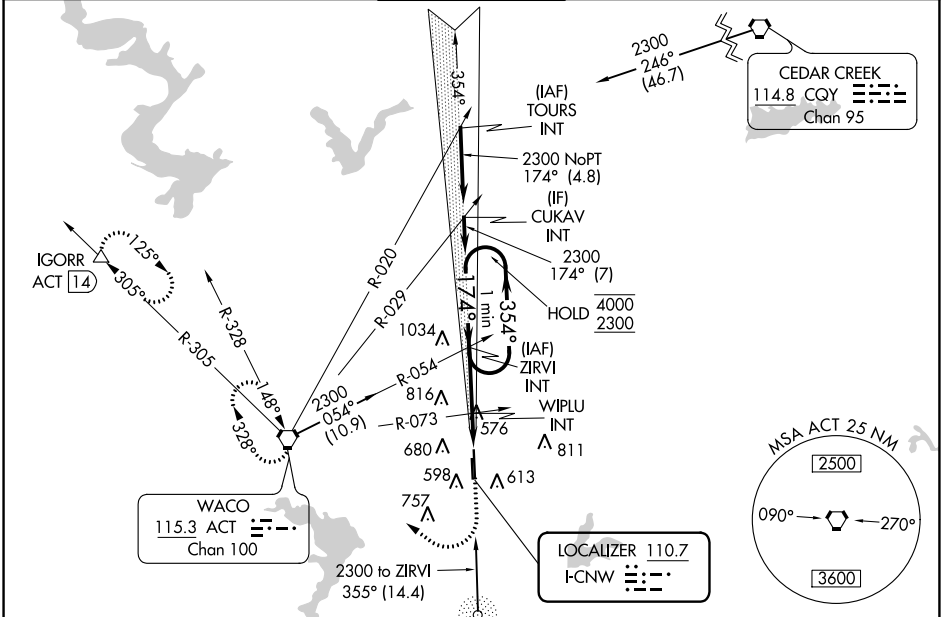 2300
246°
(46.7)
CEDAR CREEK
114.8 CQY
Chan 95
354°
(IAF)
TOURS
INT
2300 NoPT
174° (4.8)
(IF)
CUKAV
INT
2300
174° (7)
HOLD 4000
2300
174°
1 min
354°
IGORR
ACT 14
125°
305°
R-305
R-328
R-020
R-029
1034
(IAF)
ZIRVI
INT
R-054
148°
328°
2300
054°
(10.9)
816
R-073
576
WIPLU
INT
811
680
598
613
757
WACO
115.3 ACT
Chan 100
2300 to ZIRVI
355° (14.4)
LOCALIZER 110.7
I-CNW
MSA ACT 25 NM
2500
090°
270°
3600